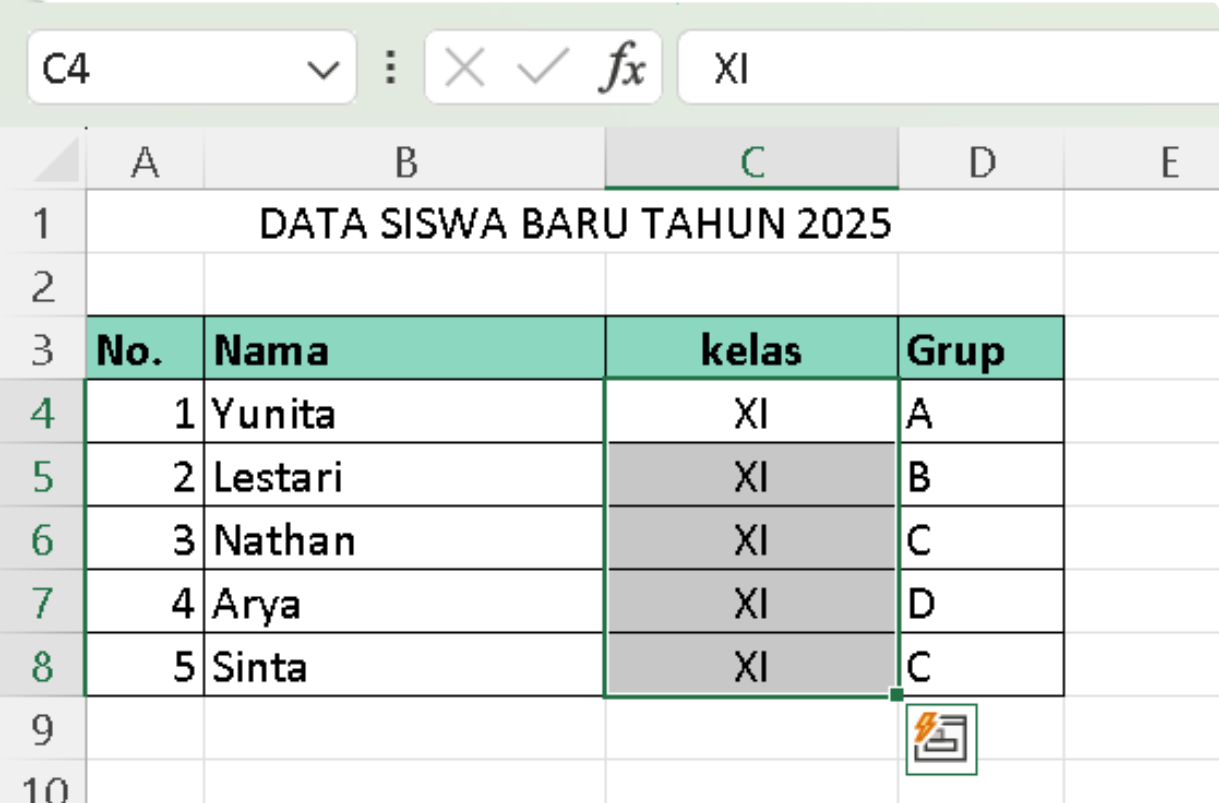 C4 fx XI
A B C D E
1 DATA SISWA BARU TAHUN 2025
2
3 No. Nama kelas Grup
4 1 Yunita XI A
5 2 Lestari XI B
6 3 Nathan XI C
7 4 Arya XI D
8 5 Sinta XI C
9
10